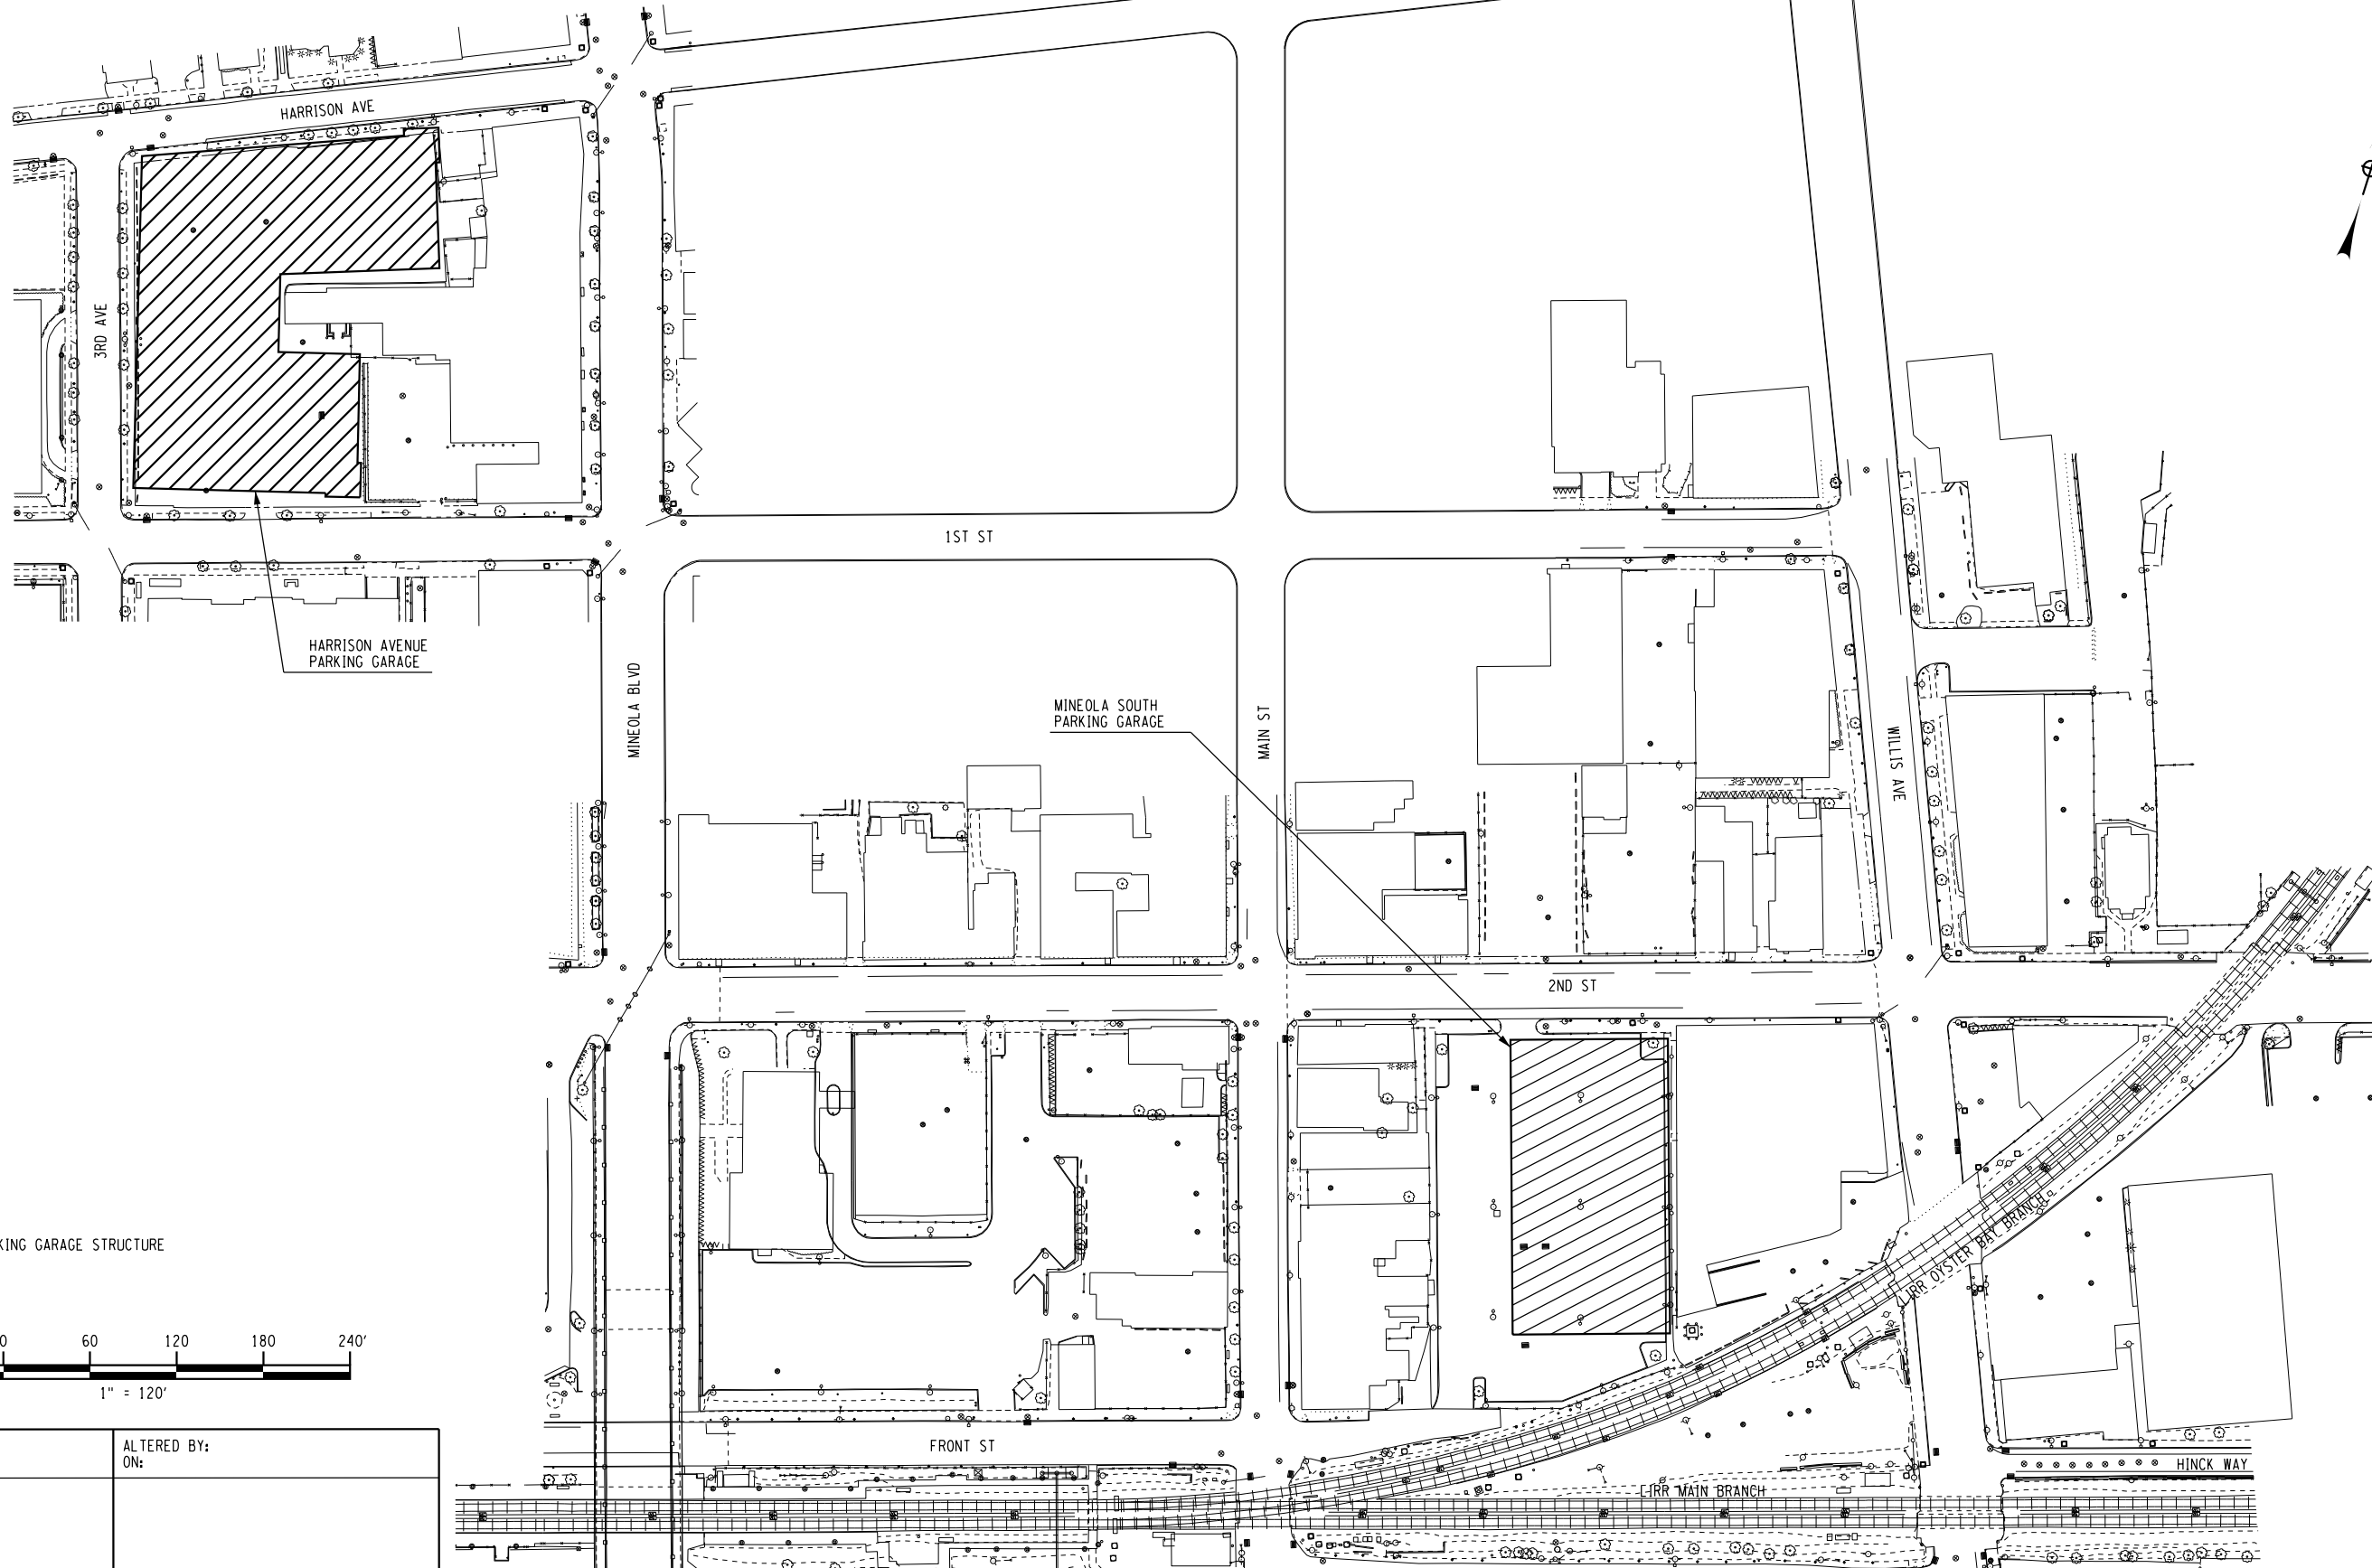 HARRISON AVE
3RD AVE
1ST ST
HARRISON AVENUE
PARKING GARAGE
MINEOLA BLVD
MINEOLA SOUTH
PARKING GARAGE
MAIN ST
WILLIS AVE
2ND ST
GARAGE STRUCTURE
LIRR OYSTER BAY BRANCH
0 60 120 180 240'
1" = 120'
ALTERED BY:
ON:
FRONT ST
HINCK WAY
LIRR MAIN BRANCH